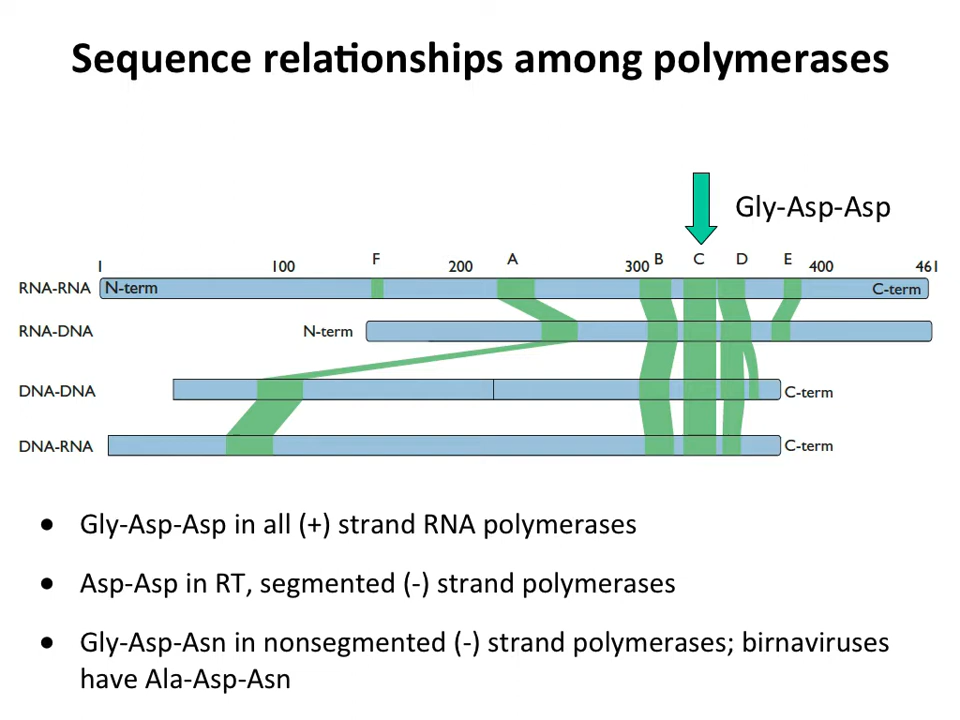 Sequence relationships among polymerases
Gly-Asp-Asp
1 100 F 200 A 300 B C D E 400 461
RNA-RNA N-term C-term
RNA-DNA N-term
DNA-DNA C-term
DNA-RNA C-term
● Gly-Asp-Asp in all (+) strand RNA polymerases
● Asp-Asp in RT, segmented (-) strand polymerases
● Gly-Asp-Asn in nonsegmented (-) strand polymerases; birnaviruses
have Ala-Asp-Asn